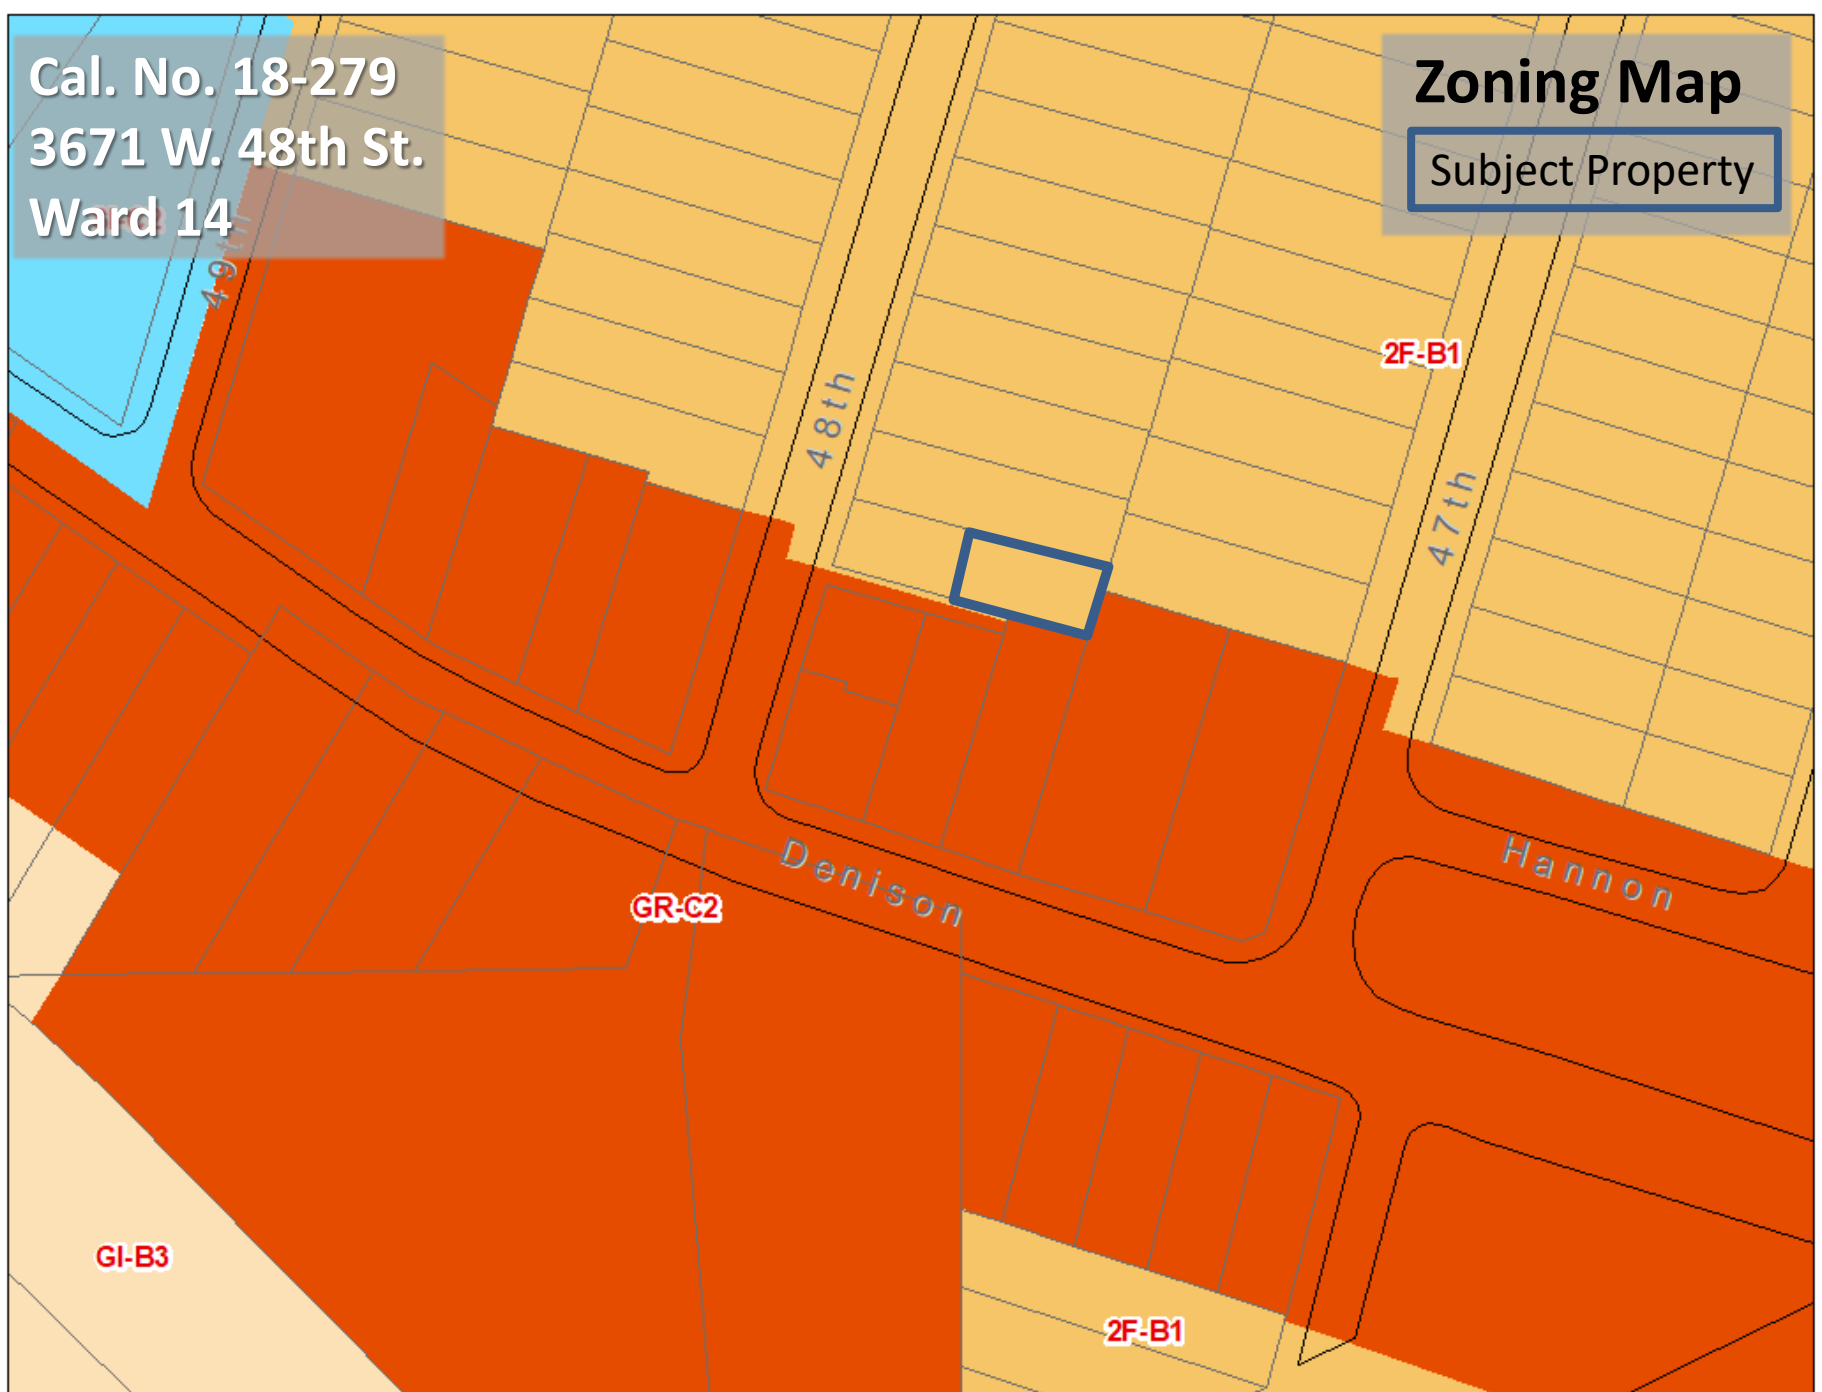 Cal. No. 18-279
3671 W. 48th St.
Ward 14
Zoning Map
Subject Property
49th
2F-B1
48th
47th
Denison
Hannon
GR-C2
GI-B3
2F-B1